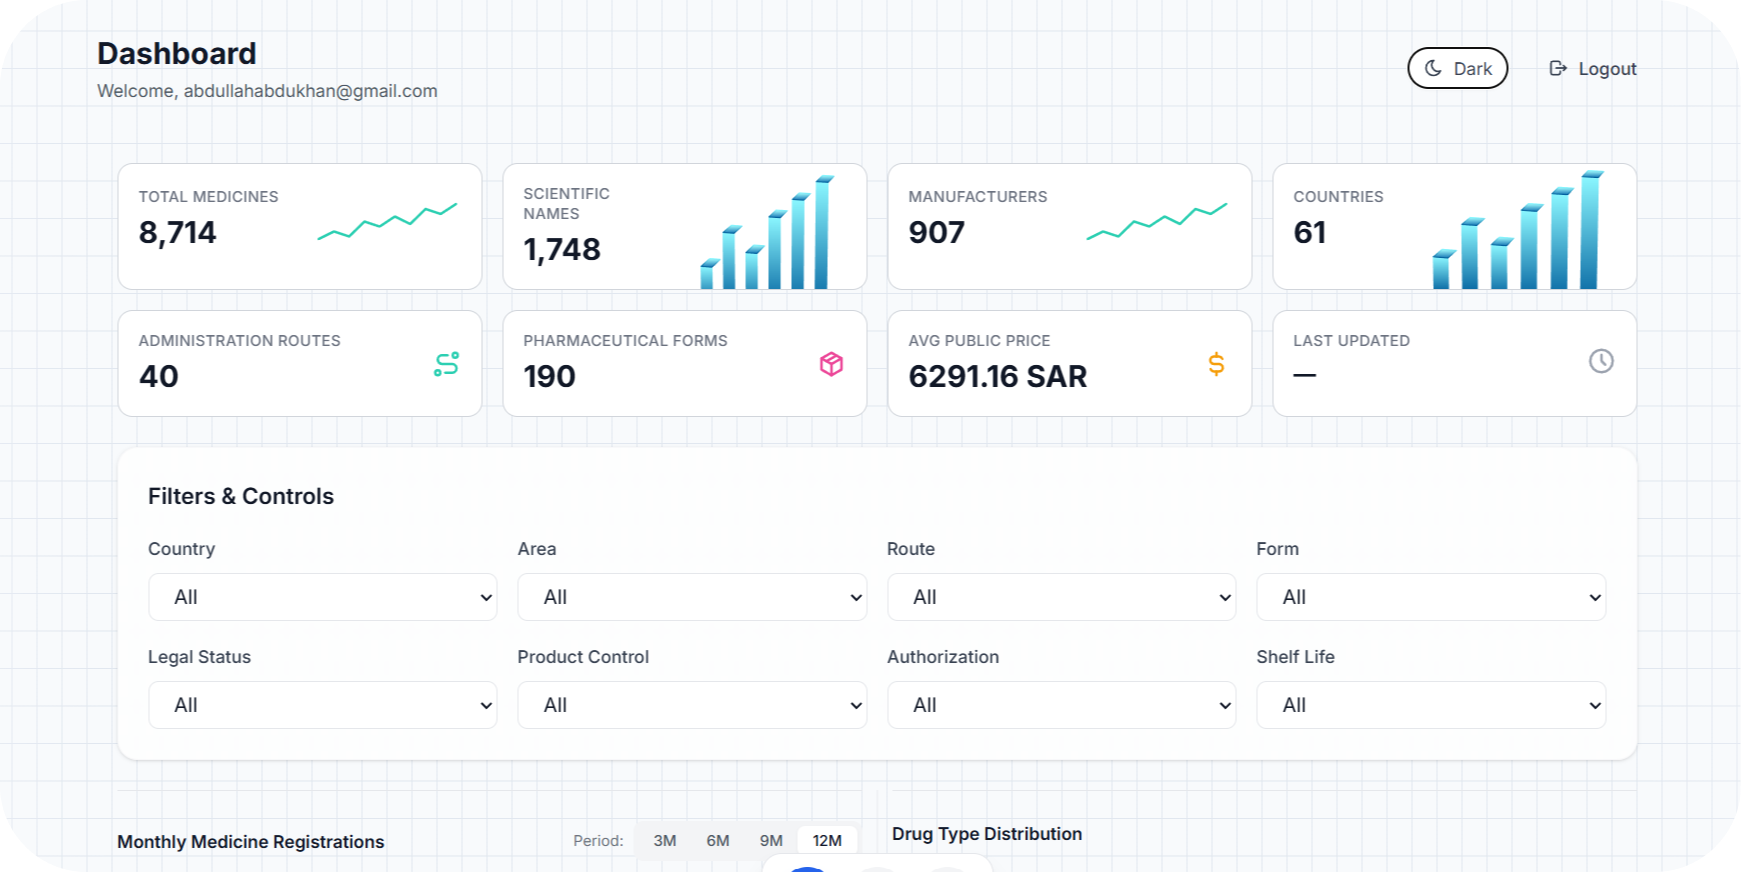 Dashboard
Welcome, abdullahabdukhan@gmail.com
Dark
Logout
TOTAL MEDICINES
8,714
SCIENTIFIC
NAMES
1,748
MANUFACTURERS
907
COUNTRIES
61
ADMINISTRATION ROUTES
40
PHARMACEUTICAL FORMS
190
AVG PUBLIC PRICE
6291.16 SAR
LAST UPDATED
—
Filters & Controls
Country
All
Area
All
Route
All
Form
All
Legal Status
All
Product Control
All
Authorization
All
Shelf Life
All
Monthly Medicine Registrations
Period: 3M 6M 9M 12M
Drug Type Distribution